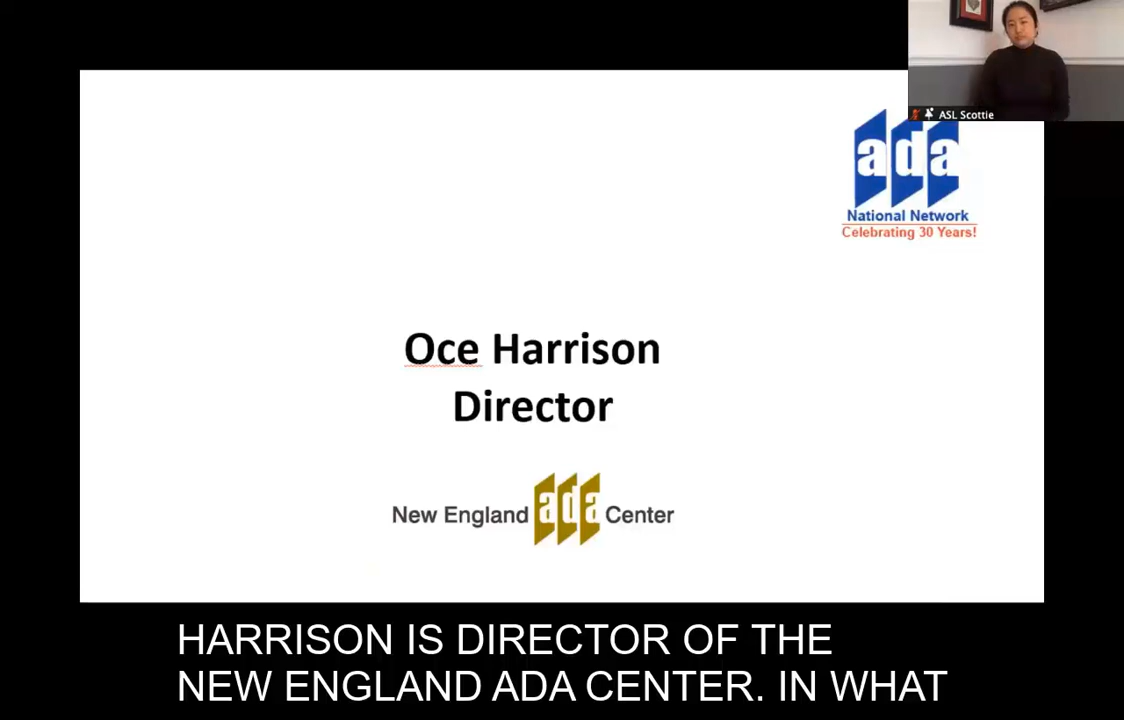 ASL Scottie
ada
National Network
Celebrating 30 Years!
Oce Harrison
Director
New England ada Center
HARRISON IS DIRECTOR OF THE
NEW ENGLAND ADA CENTER. IN WHAT